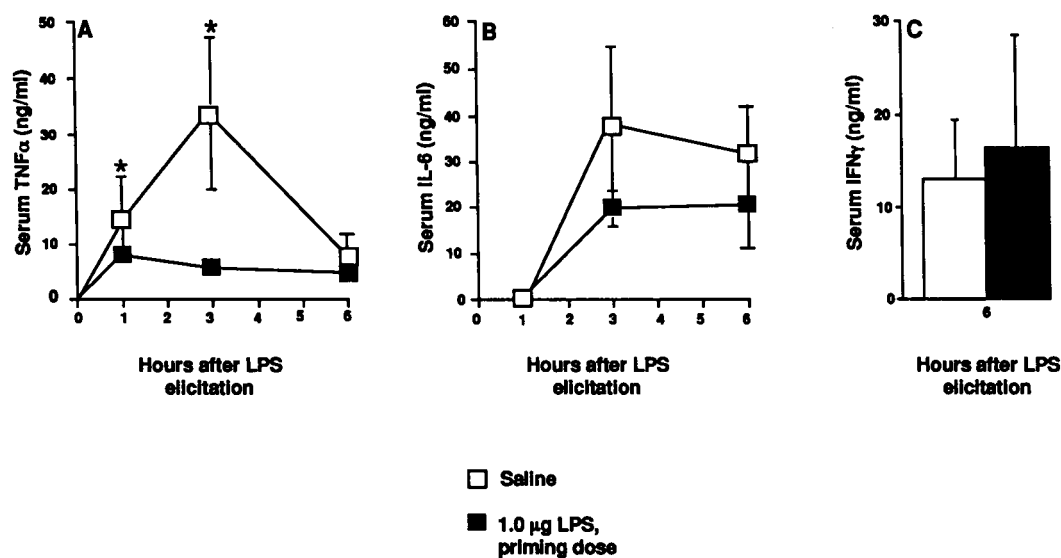 A
*
*
Serum TNFα (ng/ml)
50
40
30
20
10
0
0 1 2 3 4 5 6
Hours after LPS
elicitation
B
Serum IL-6 (ng/ml)
60
50
40
30
20
10
0
0 1 2 3 4 5 6
Hours after LPS
elicitation
C
Serum IFNγ (ng/ml)
30
20
10
0
6
Hours after LPS
elicitation
Saline
1.0 μg LPS,
priming dose